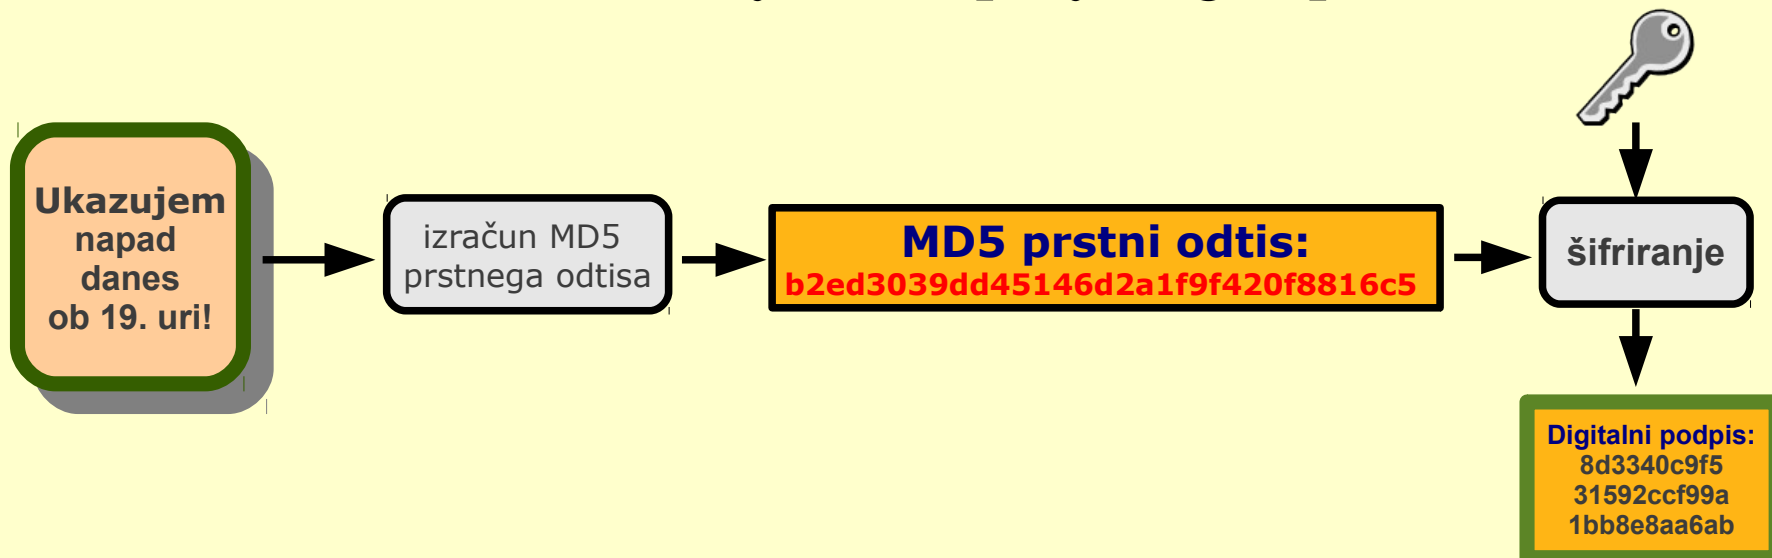 Ukazujem
napad
danes
ob 19. uri!
izračun MD5
prstnega odtisa
MD5 prstni odtis:
b2ed3039dd45146d2a1f9f420f8816c5
šifriranje
Digitalni podpis:
8d3340c9f5
31592ccf99a
1bb8e8aa6ab